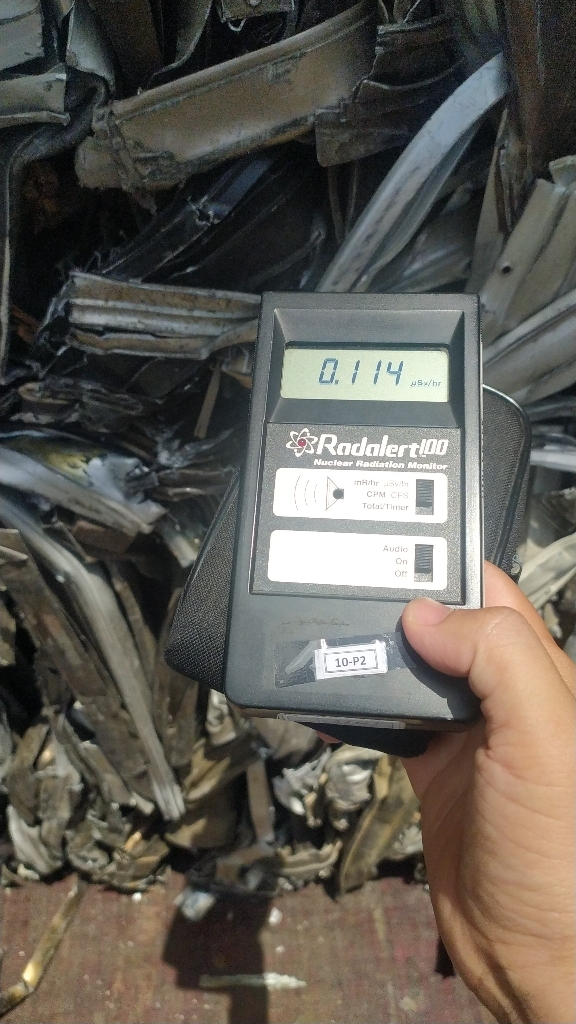 0.114 µSv/hr
Radalert100
Nuclear Radiation Monitor
mR/hr µSv/hr
CPM CPS
Total/Timer
Audio
On
Off
10-P2